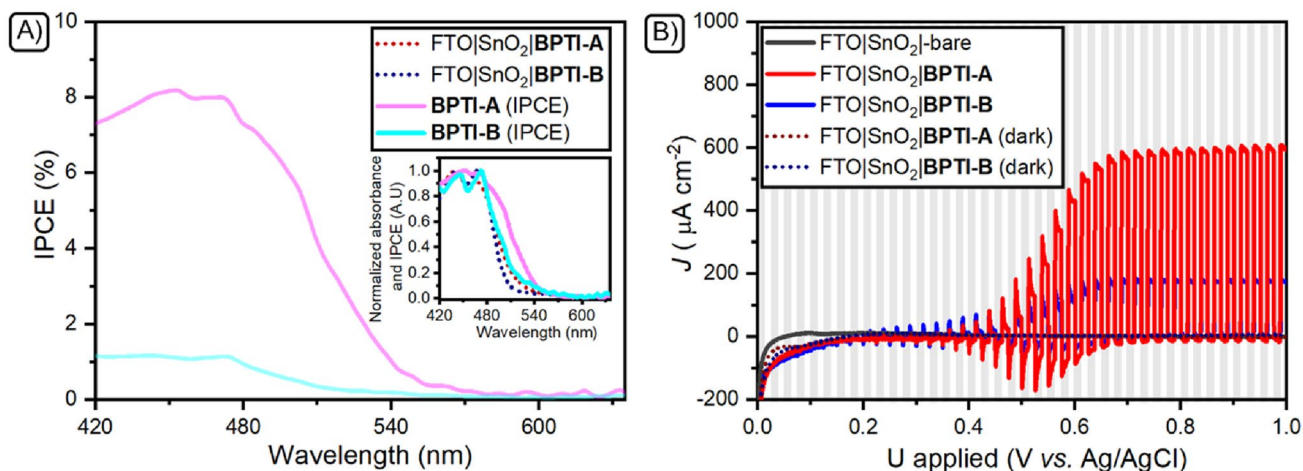 A)
10
8
6
4
2
0
IPCE (%)
420
480
540
600
Wavelength (nm)
FTO|SnO₂|BPTI-A
FTO|SnO₂|BPTI-B
BPTI-A (IPCE)
BPTI-B (IPCE)
Normalized absorbance
and IPCE (A.U)
1.0
0.8
0.6
0.4
0.2
0.0
420 480 540 600
Wavelength (nm)
B)
1000
800
600
400
200
0
-200
J ( µA cm⁻²)
FTO|SnO₂|-bare
FTO|SnO₂|BPTI-A
FTO|SnO₂|BPTI-B
FTO|SnO₂|BPTI-A (dark)
FTO|SnO₂|BPTI-B (dark)
0.0 0.2 0.4 0.6 0.8 1.0
U applied (V vs. Ag/AgCl)